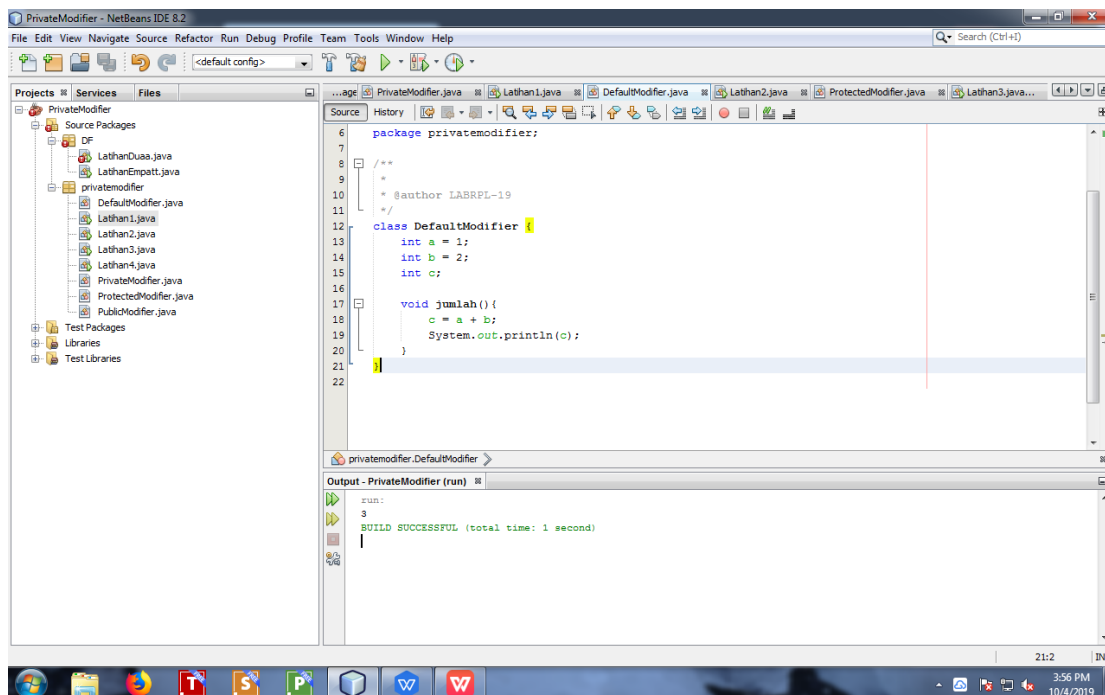 PrivateModifier - NetBeans IDE 8.2
File Edit View Navigate Source Refactor Run Debug Profile Team Tools Window Help
Search (Ctrl+I)
<default config>
Projects Services Files
PrivateModifier
Source Packages
DF
LatihanDuaa.java
LatihanEmpatt.java
privatemodifier
DefaultModifier.java
Latihan1.java
Latihan2.java
Latihan3.java
Latihan4.java
PrivateModifier.java
ProtectedModifier.java
PublicModifier.java
Test Packages
Libraries
Test Libraries
...age PrivateModifier.java Latihan1.java DefaultModifier.java Latihan2.java ProtectedModifier.java Latihan3.java...
Source History
6 package privatemodifier;
7
8 /**
9 *
10 * @author LABRPL-19
11 */
12 class DefaultModifier {
13 int a = 1;
14 int b = 2;
15 int c;
16
17 void jumlah(){
18 c = a + b;
19 System.out.println(c);
20 }
21 }
22
privatemodifier.DefaultModifier
Output - PrivateModifier (run)
run:
3
BUILD SUCCESSFUL (total time: 1 second)
21:2 IN
T S P W W
3:56 PM
10/4/2019